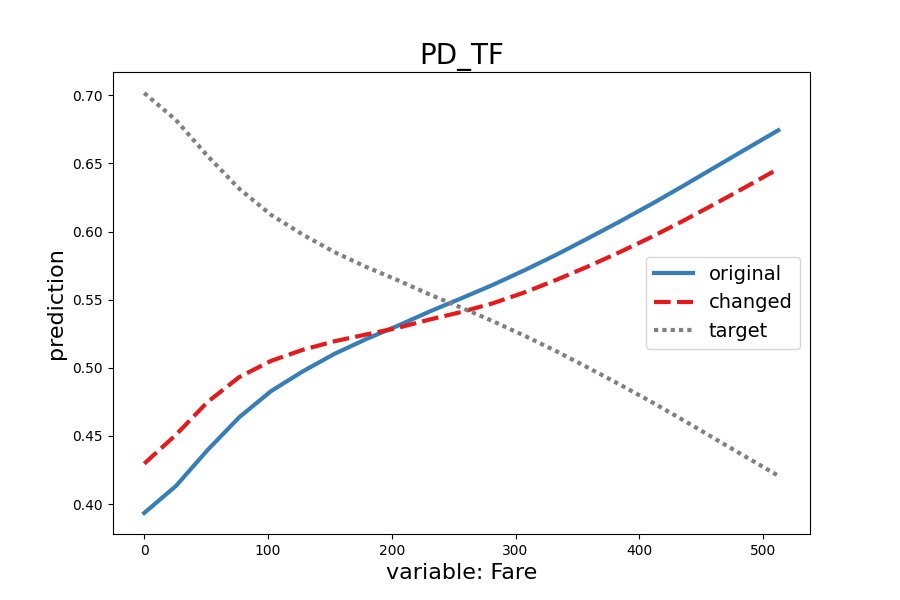 PD_TF
prediction
0.70
0.65
0.60
0.55
0.50
0.45
0.40
original
changed
target
0 100 200 300 400 500
variable: Fare